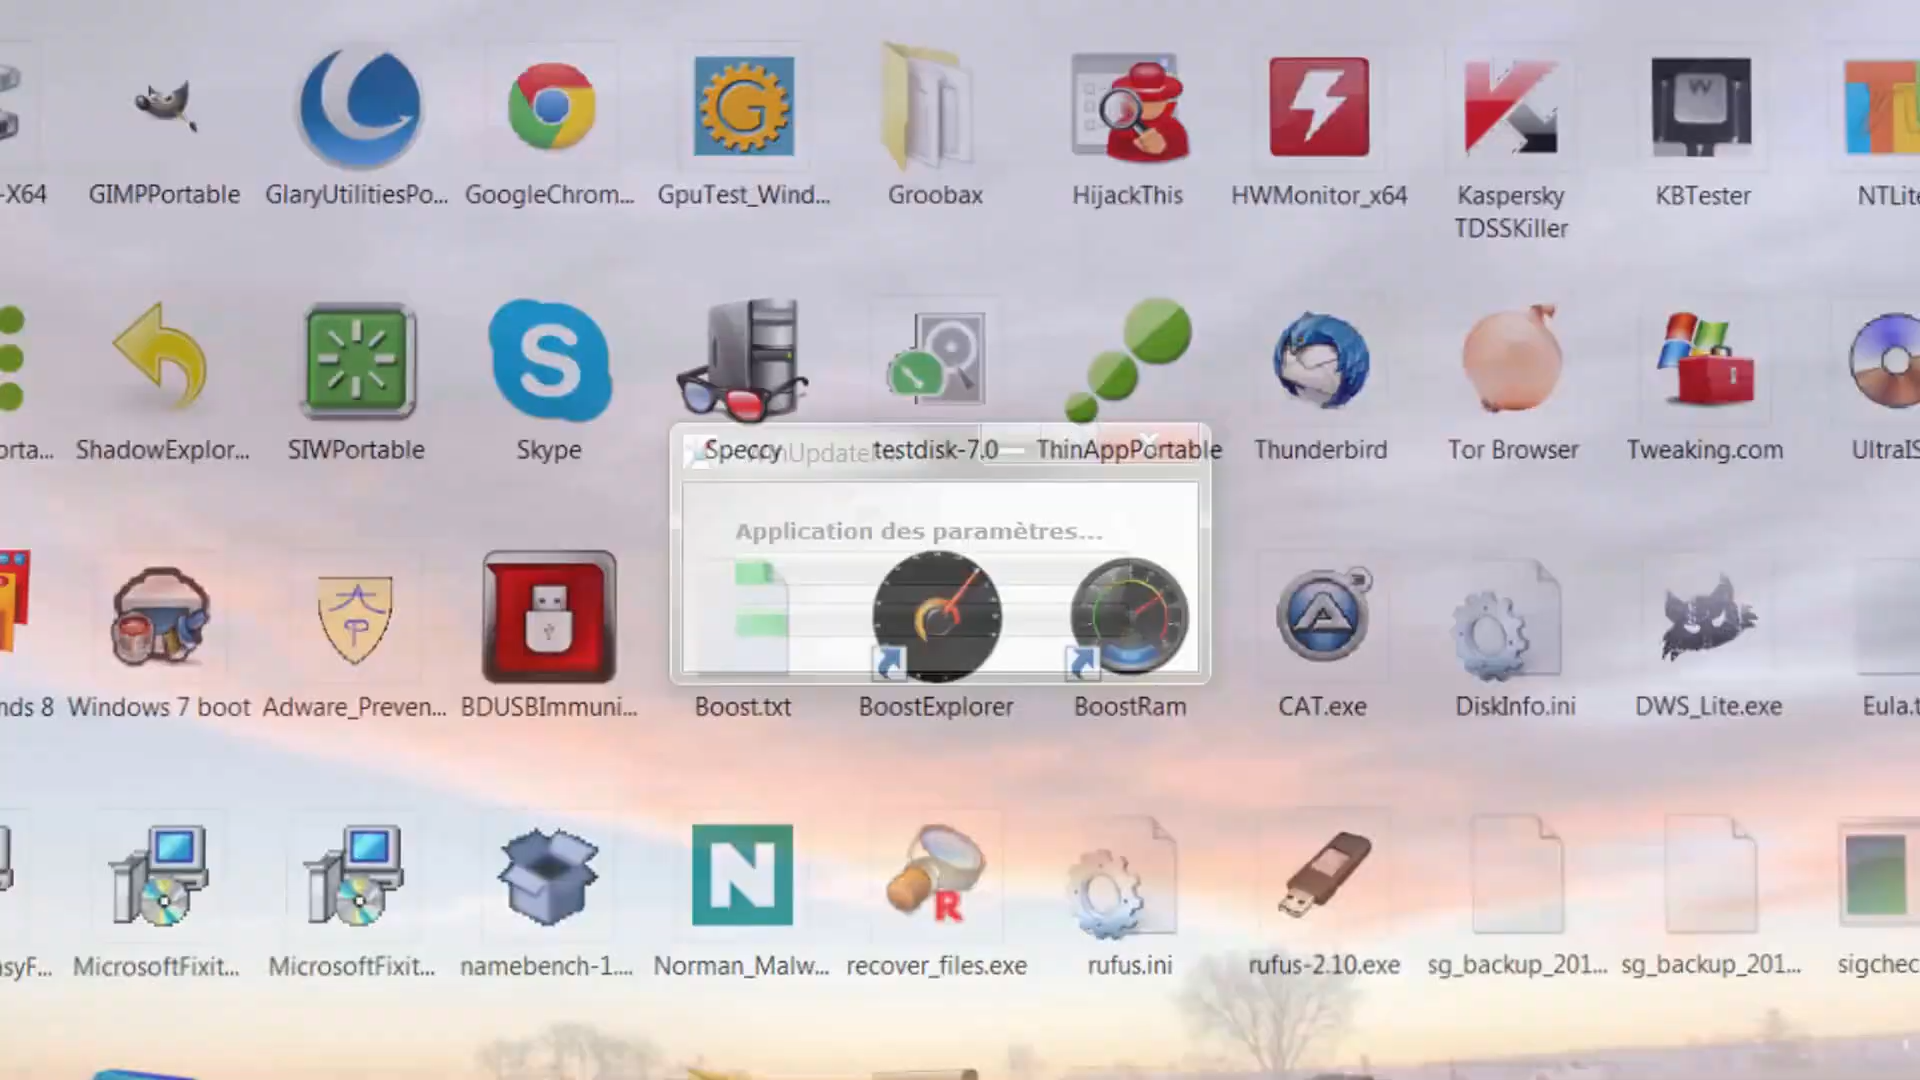 -X64 GIMPPortable GlaryUtilitiesPo... GoogleChrom... GpuTest_Wind... Groobax HijackThis HWMonitor_x64 Kaspersky KBTester NTLite
TDSSKiller
orta... ShadowExplor... SIWPortable Skype Speccy testdisk-7.0 ThinAppPortable Thunderbird Tor Browser Tweaking.com UltraIS
Application des paramètres...
nds 8 Windows 7 boot Adware_Preven... BDUSBImmuni... Boost.txt BoostExplorer BoostRam CAT.exe DiskInfo.ini DWS_Lite.exe Eula.t
syF... MicrosoftFixit... MicrosoftFixit... namebench-1.... Norman_Malw... recover_files.exe rufus.ini rufus-2.10.exe sg_backup_201... sg_backup_201... sigchec